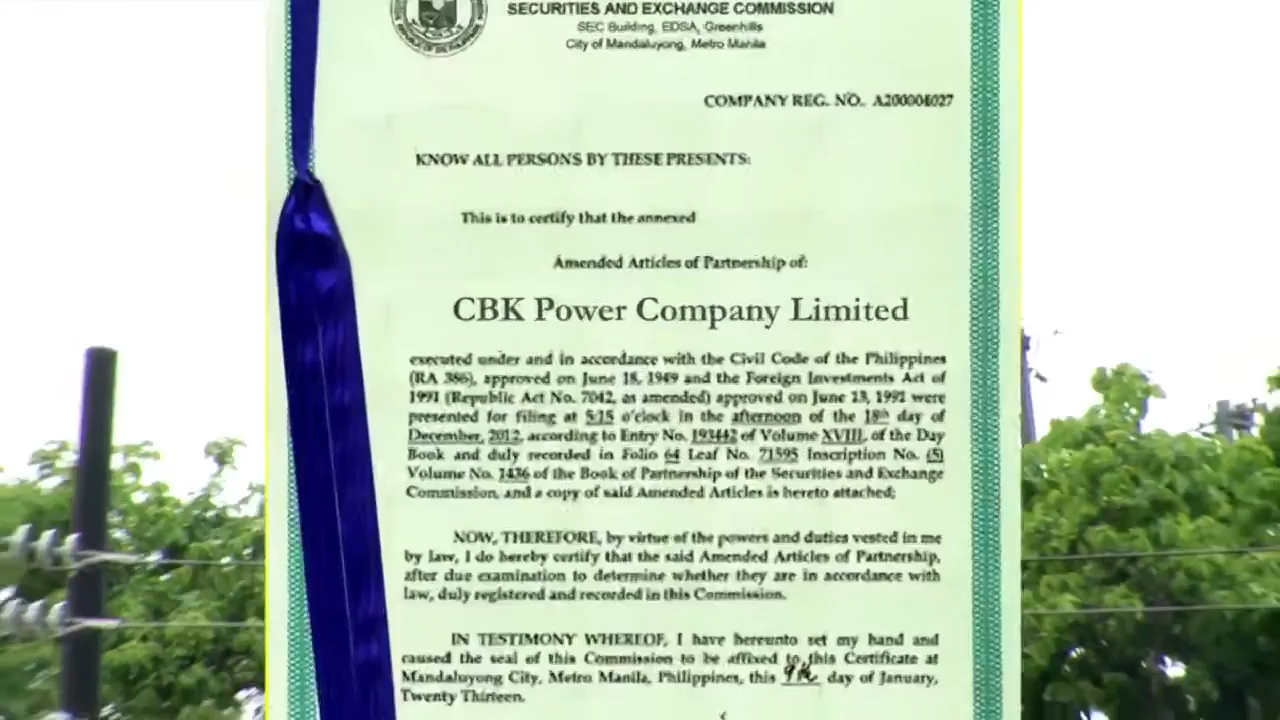 SECURITIES AND EXCHANGE COMMISSION
SEC Building, EDSA, Greenhills
City of Mandaluyong, Metro Manila
COMPANY REG. NO. A200008027
KNOW ALL PERSONS BY THESE PRESENTS:
This is to certify that the annexed
Amended Articles of Partnership of:
CBK Power Company Limited
executed under and in accordance with the Civil Code of the Philippines
(RA 386), approved on June 18, 1949 and the Foreign Investments Act of
1991 (Republic Act No. 7042, as amended) approved on June 13, 1991 were
presented for filing at 5:15 o'clock in the afternoon of the 18th day of
December, 2012, according to Entry No. 193442 of Volume XVIII, of the Day
Book and duly recorded in Folio 64 Leaf No. 71595 Inscription No. (5)
Volume No. 1436 of the Book of Partnership of the Securities and Exchange
Commission, and a copy of said Amended Articles is hereto attached;
NOW, THEREFORE, by virtue of the powers and duties vested in me
by law, I do hereby certify that the said Amended Articles of Partnership,
after due examination to determine whether they are in accordance with
law, duly registered and recorded in this Commission.
IN TESTIMONY WHEREOF, I have hereunto set my hand and
caused the seal of this Commission to be affixed to this Certificate at
Mandaluyong City, Metro Manila, Philippines, this 9th day of January,
Twenty Thirteen.